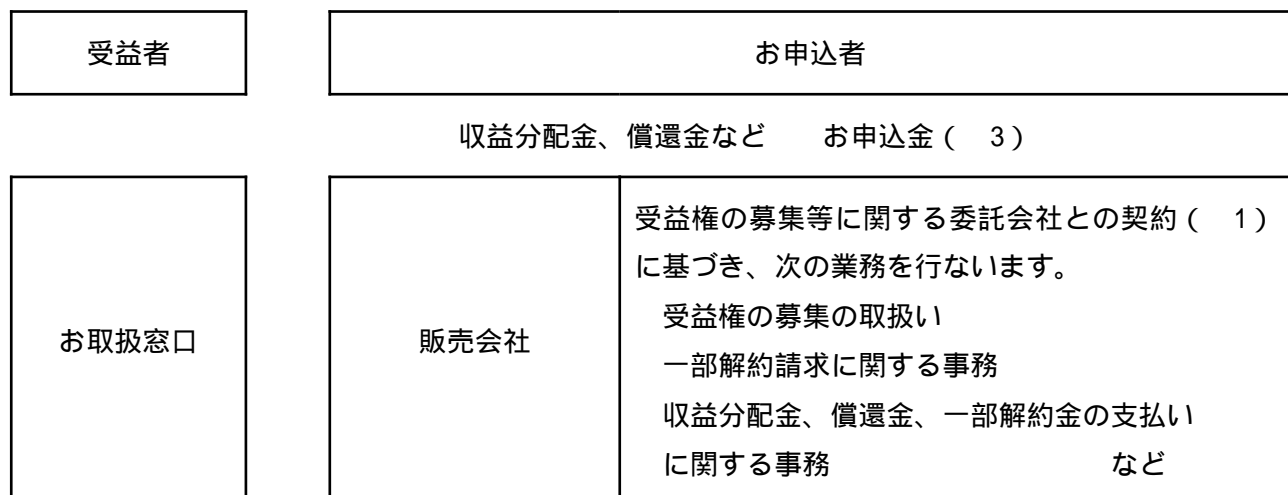 受益者
お申込者
収益分配金、償還金など　　お申込金（　3）
お取扱窓口
販売会社
受益権の募集等に関する委託会社との契約（　1）
に基づき、次の業務を行ないます。
受益権の募集の取扱い
一部解約請求に関する事務
収益分配金、償還金、一部解約金の支払い
に関する事務　　　　　　　　　　など